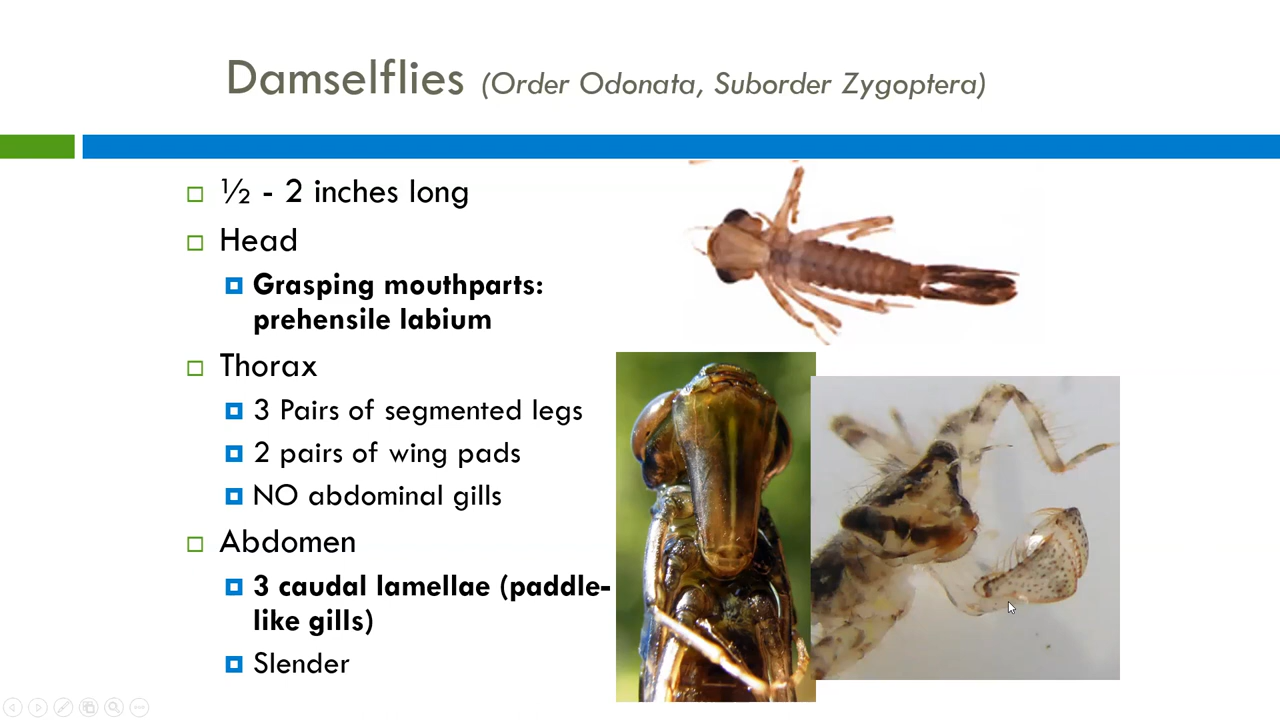 Damselflies (Order Odonata, Suborder Zygoptera)
½ - 2 inches long
Head
Grasping mouthparts:
prehensile labium
Thorax
3 Pairs of segmented legs
2 pairs of wing pads
NO abdominal gills
Abdomen
3 caudal lamellae (paddle-
like gills)
Slender